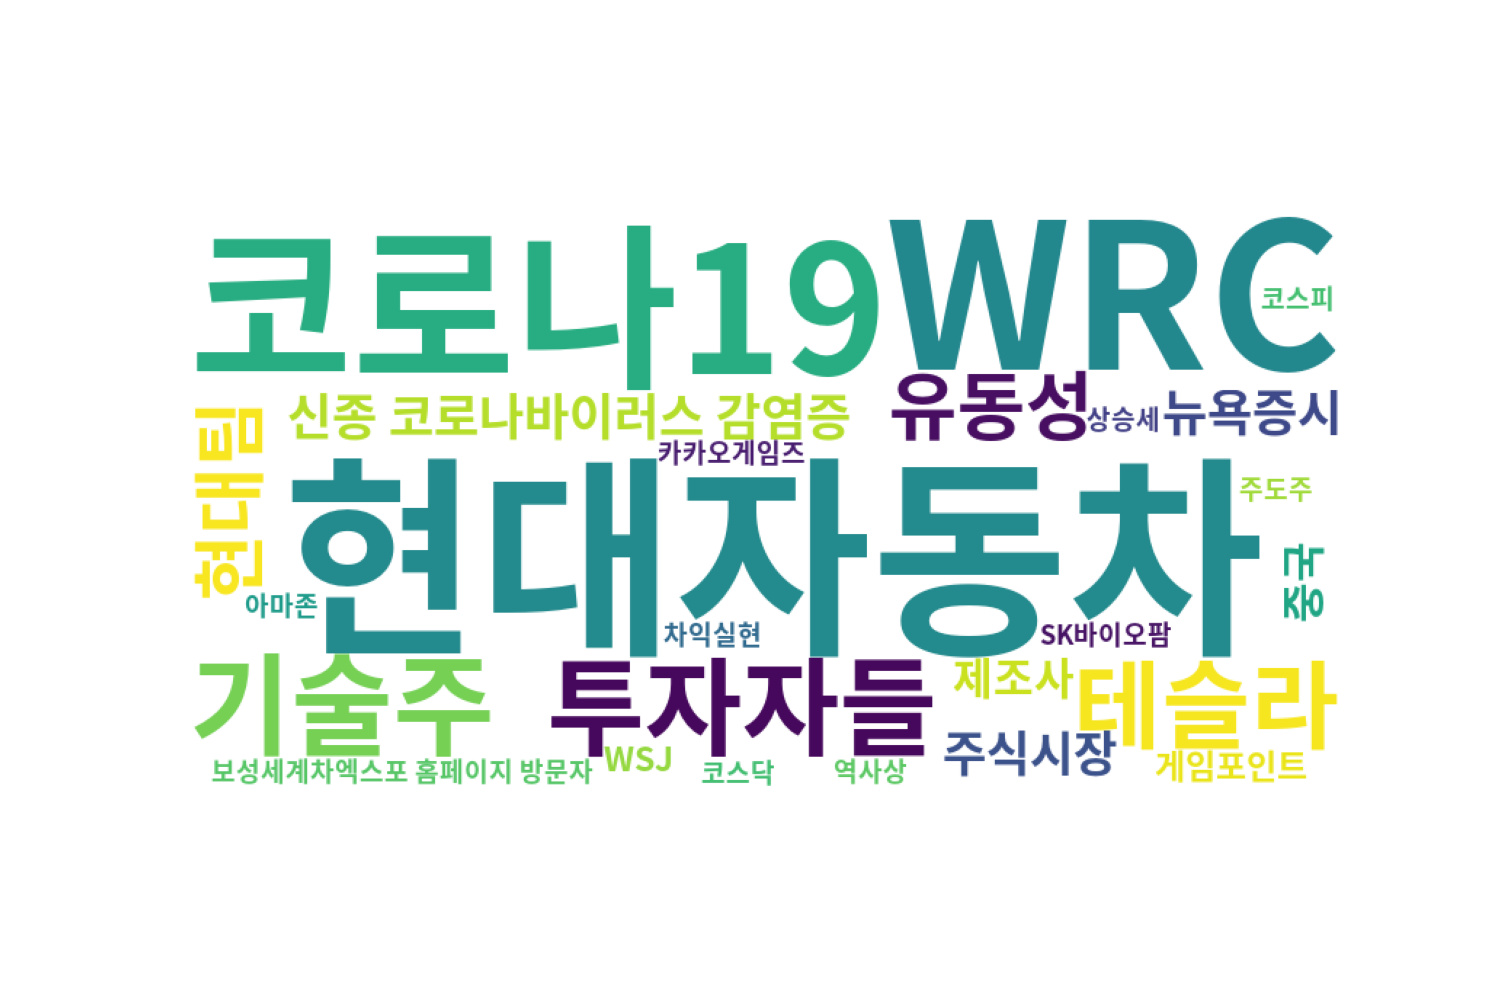 코로나19
WRC
코스피
신종 코로나바이러스 감염증
유동성
상승세
뉴욕증시
현대팀
카카오게임즈
현대자동차
주도주
눈중
아마존
차익실현
SK바이오팜
기술주
투자자들
제조사
테슬라
주식시장
보성세계차엑스포 홈페이지 방문자
WSJ
코스닥
역사상
게임포인트